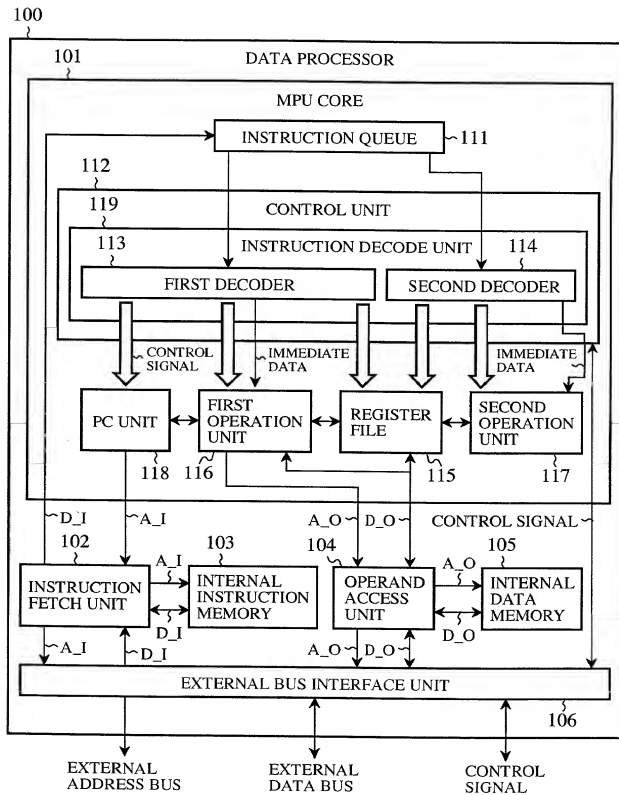 100
DATA PROCESSOR
101
MPU CORE
INSTRUCTION QUEUE
111
112
CONTROL UNIT
119
INSTRUCTION DECODE UNIT
113
114
FIRST DECODER
SECOND DECODER
CONTROL
SIGNAL
IMMEDIATE
DATA
IMMEDIATE
DATA
PC UNIT
118
FIRST
OPERATION
UNIT
116
REGISTER
FILE
115
SECOND
OPERATION
UNIT
117
D_I
A_I
A_O
D_O
CONTROL SIGNAL
102
103
104
105
INSTRUCTION
FETCH UNIT
A_I
D_I
INTERNAL
INSTRUCTION
MEMORY
OPERAND
ACCESS
UNIT
A_O
D_O
INTERNAL
DATA
MEMORY
A_I
D_I
A_O
D_O
EXTERNAL BUS INTERFACE UNIT
106
EXTERNAL
ADDRESS BUS
EXTERNAL
DATA BUS
CONTROL
SIGNAL